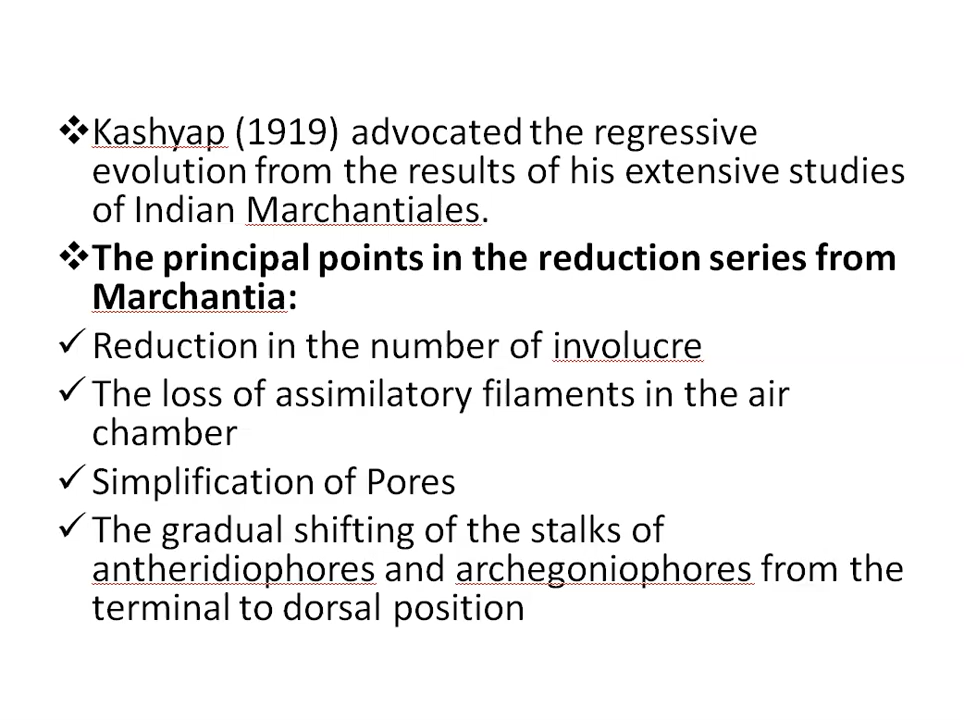 ❖Kashyap (1919) advocated the regressive
evolution from the results of his extensive studies
of Indian Marchantiales.
❖The principal points in the reduction series from
Marchantia:
✓ Reduction in the number of involucre
✓ The loss of assimilatory filaments in the air
chamber
✓ Simplification of Pores
✓ The gradual shifting of the stalks of
antheridiophores and archegoniophores from the
terminal to dorsal position